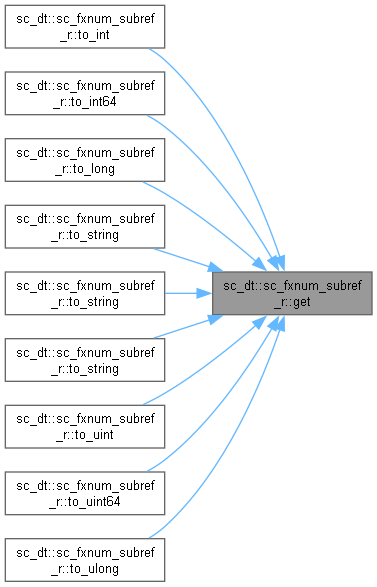 sc_dt::sc_fxnum_subref
_r::to_int
sc_dt::sc_fxnum_subref
_r::to_int64
sc_dt::sc_fxnum_subref
_r::to_long
sc_dt::sc_fxnum_subref
_r::to_string
sc_dt::sc_fxnum_subref
_r::get
sc_dt::sc_fxnum_subref
_r::to_string
sc_dt::sc_fxnum_subref
_r::to_string
sc_dt::sc_fxnum_subref
_r::to_uint
sc_dt::sc_fxnum_subref
_r::to_uint64
sc_dt::sc_fxnum_subref
_r::to_ulong